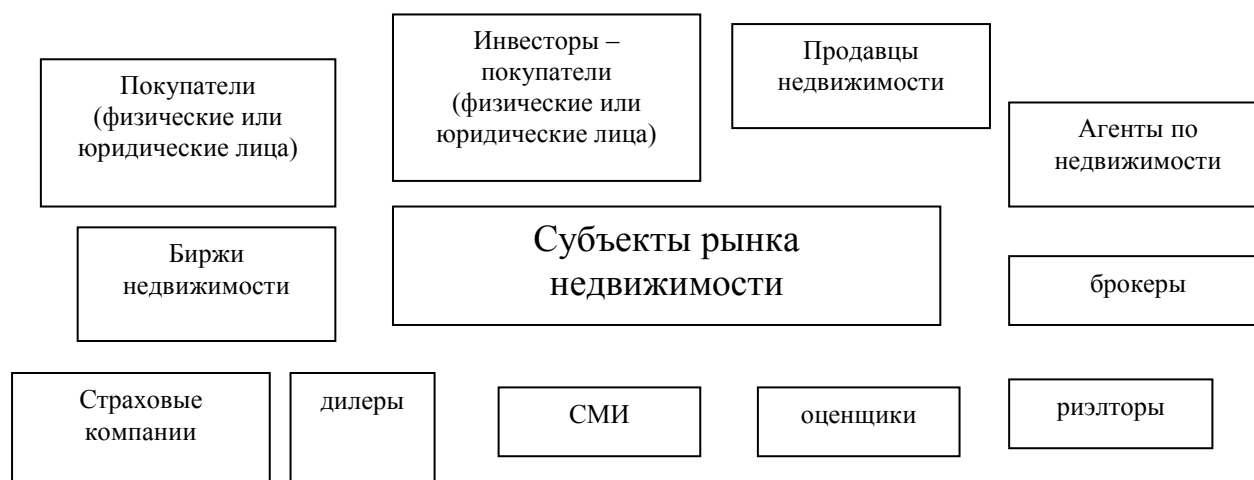 Инвесторы –
покупатели
(физические или
юридические лица)
Продавцы
недвижимости
Покупатели
(физические или
юридические лица)
Агенты по
недвижимости
Субъекты рынка
недвижимости
Биржи
недвижимости
брокеры
Страховые
компании
дилеры
СМИ
оценщики
риэлторы